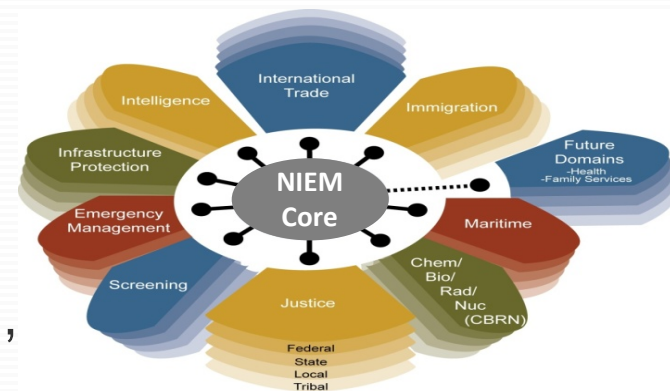 International
Trade
Intelligence
Immigration
Infrastructure
Protection
Future
Domains
-Health
-Family Services
NIEM
Core
Emergency
Management
Maritime
Screening
Chem/
Bio/
Rad/
Nuc
(CBRN)
Justice
Federal
State
Local
Tribal
,